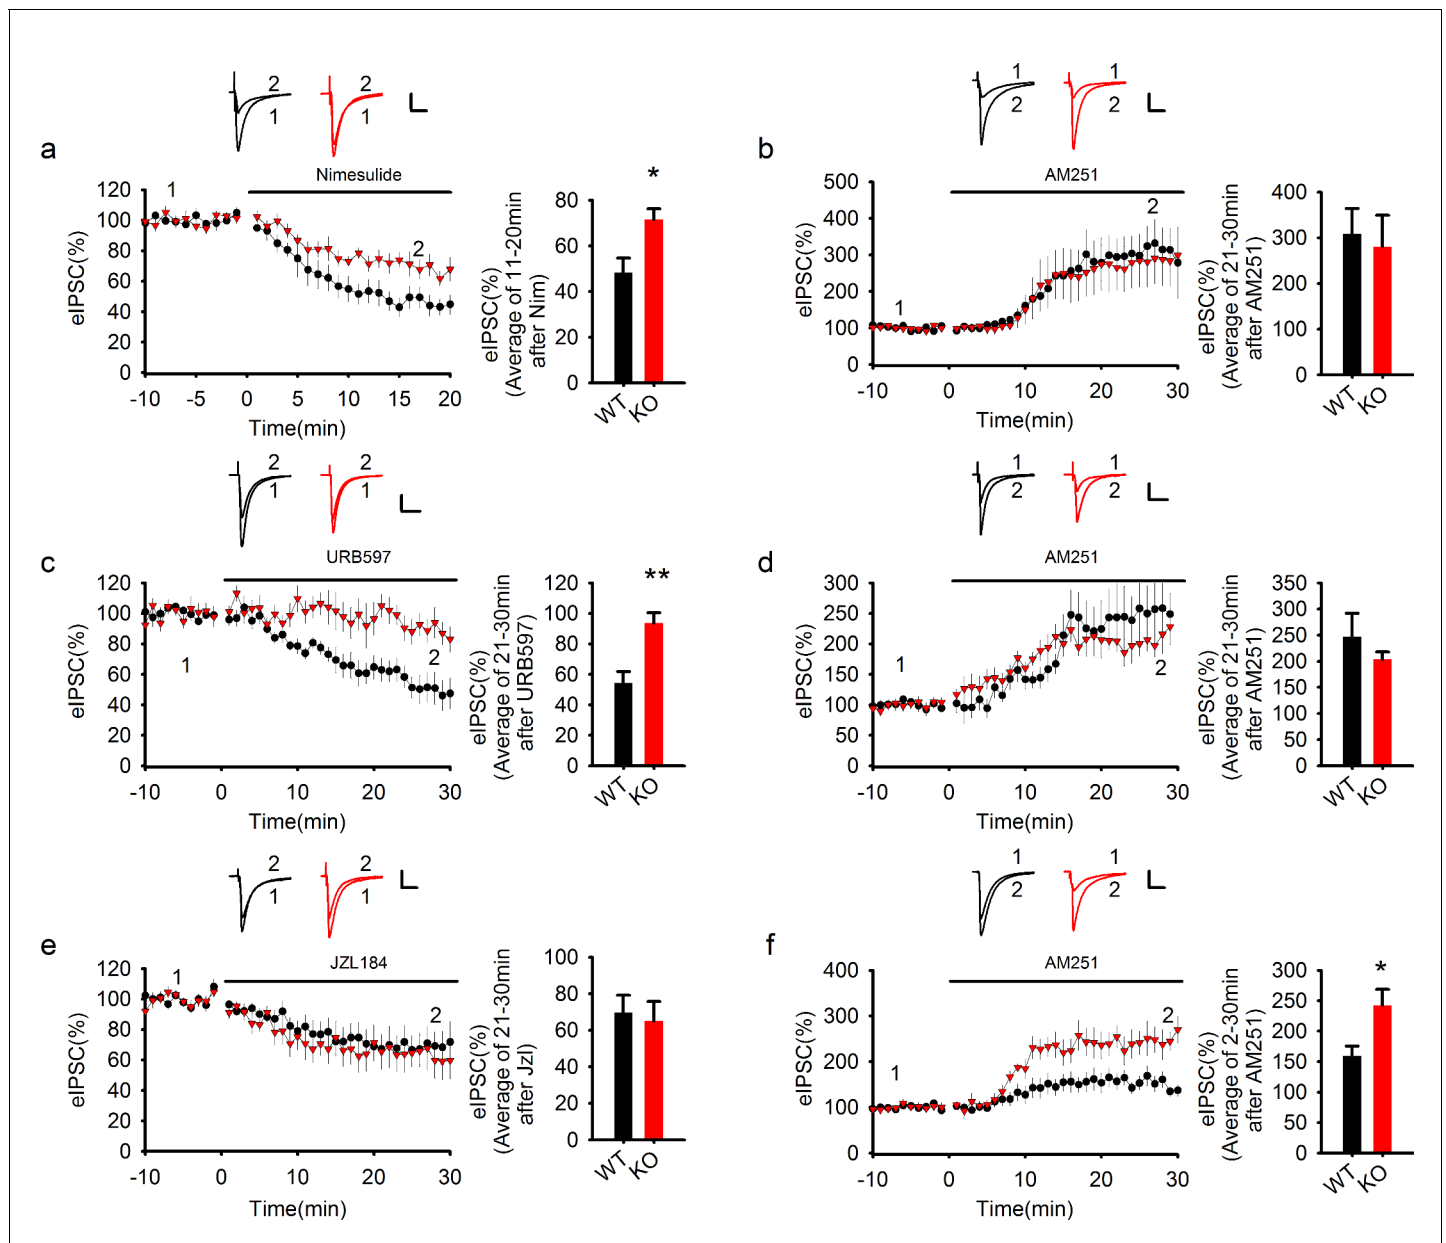 2 2
1 1
a
Nimesulide
120
100
80
60
40
20
0
1
2
eIPSC(%)
-10 -5 0 5 10 15 20
Time(min)
eIPSC(%)
(Average of 11-20min
after Nim)
80
60
40
20
0
*
WT KO
1 1
2 2
b
AM251
500
400
300
200
100
0
1
2
eIPSC(%)
-10 0 10 20 30
Time(min)
eIPSC(%)
(Average of 21-30min
after AM251)
400
300
200
100
0
WT KO
2 2
1 1
c
URB597
120
100
80
60
40
20
0
1
2
eIPSC(%)
-10 0 10 20 30
Time(min)
eIPSC(%)
(Average of 21-30min
after URB597)
120
100
80
60
40
20
0
**
WT KO
1 1
2 2
d
AM251
300
250
200
150
100
50
0
1
2
eIPSC(%)
-10 0 10 20 30
Time(min)
eIPSC(%)
(Average of 21-30min
after AM251)
350
300
250
200
150
100
50
0
WT KO
2 2
1 1
e
JZL184
120
100
80
60
40
20
0
1
2
eIPSC(%)
-10 0 10 20 30
Time(min)
eIPSC(%)
(Average of 21-30min
after Jzl)
100
80
60
40
20
0
WT KO
1 1
2 2
f
AM251
400
300
200
100
0
1
2
eIPSC(%)
-10 0 10 20 30
Time(min)
eIPSC(%)
(Average of 2-30min
after AM251)
300
250
200
150
100
50
0
*
WT KO